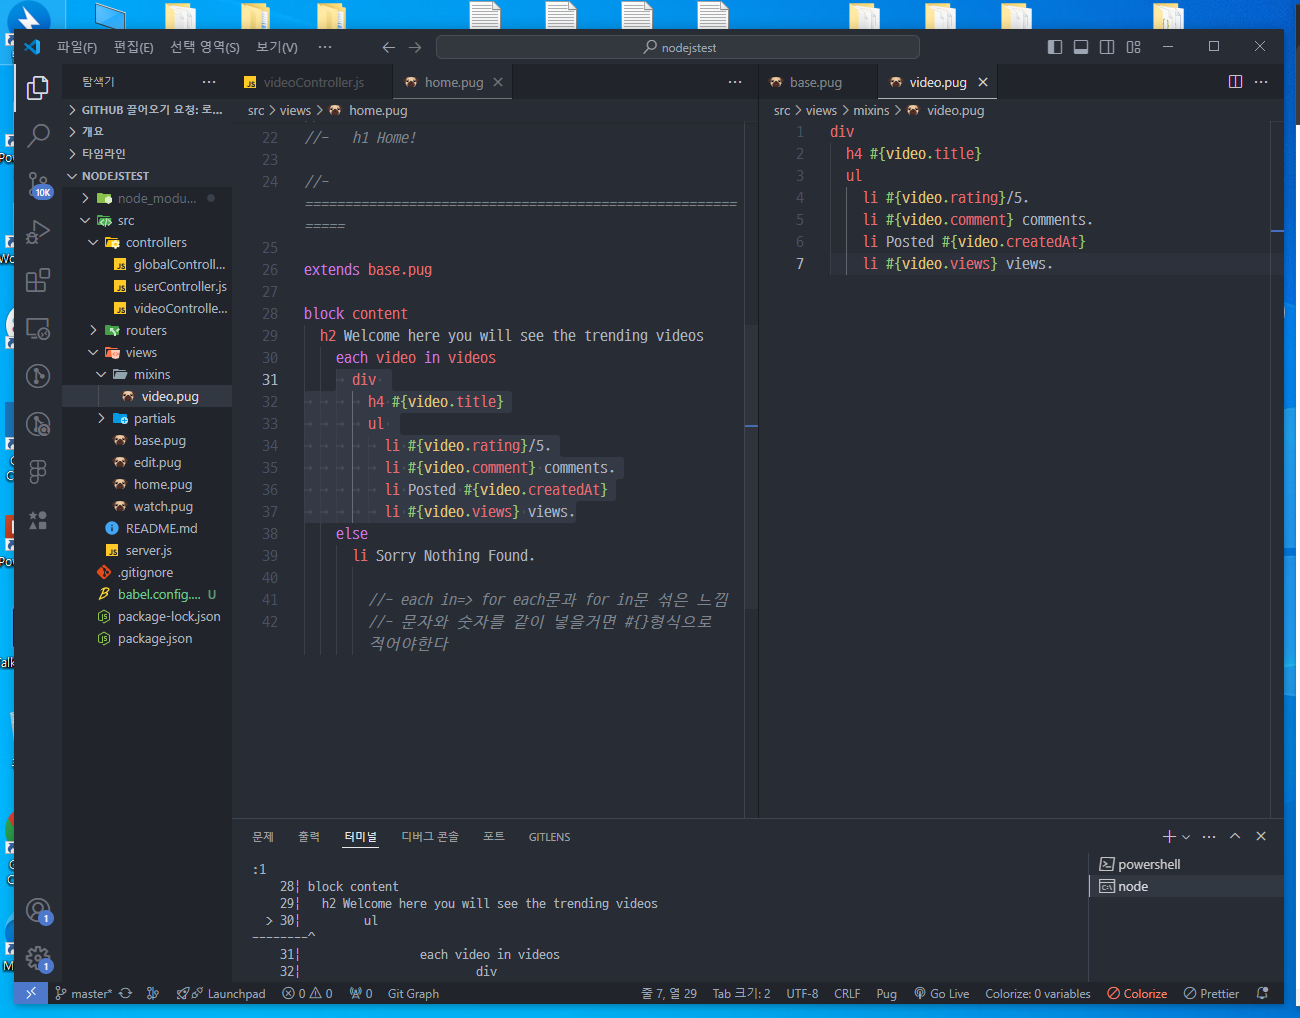 파일(F) 편집(E) 선택 영역(S) 보기(V) ··· nodejstest
탐색기 ···
GITHUB 끌어오기 요청: 로...
개요
타임라인
NODEJSTEST
node_modu...
src
controllers
globalControll...
userController.js
videoControlle...
routers
views
mixins
video.pug
partials
base.pug
edit.pug
home.pug
watch.pug
README.md
server.js
.gitignore
babel.config.... U
package-lock.json
package.json
10K
1
1
videoController.js home.pug
src > views > home.pug
22 //- h1 Home!
23
24 //-
=====================================================
=====
25
26 extends base.pug
27
28 block content
29 h2 Welcome here you will see the trending videos
30 each video in videos
31 div
32 h4 #{video.title}
33 ul
34 li #{video.rating}/5.
35 li #{video.comment} comments.
36 li Posted #{video.createdAt}
37 li #{video.views} views.
38 else
39 li Sorry Nothing Found.
40
41 //- each in=> for each문과 for in문 섞은 느낌
42 //- 문자와 숫자를 같이 넣을거면 #{}형식으로
적어야한다
base.pug video.pug
src > views > mixins > video.pug
1 div
2 h4 #{video.title}
3 ul
4 li #{video.rating}/5.
5 li #{video.comment} comments.
6 li Posted #{video.createdAt}
7 li #{video.views} views.
문제 출력 터미널 디버그 콘솔 포트 GITLENS
:1
28| block content
29| h2 Welcome here you will see the trending videos
> 30| ul
--------^
31| each video in videos
32| div
powershell
node
master* Launchpad 0 0 0 Git Graph 줄 7, 열 29 Tab 크기: 2 UTF-8 CRLF Pug Go Live Colorize: 0 variables Colorize Prettier